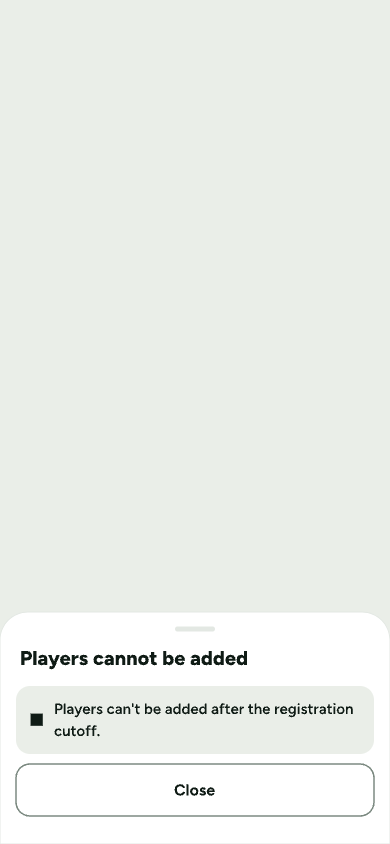 Players cannot be added
Players can't be added after the registration
cutoff.
Close